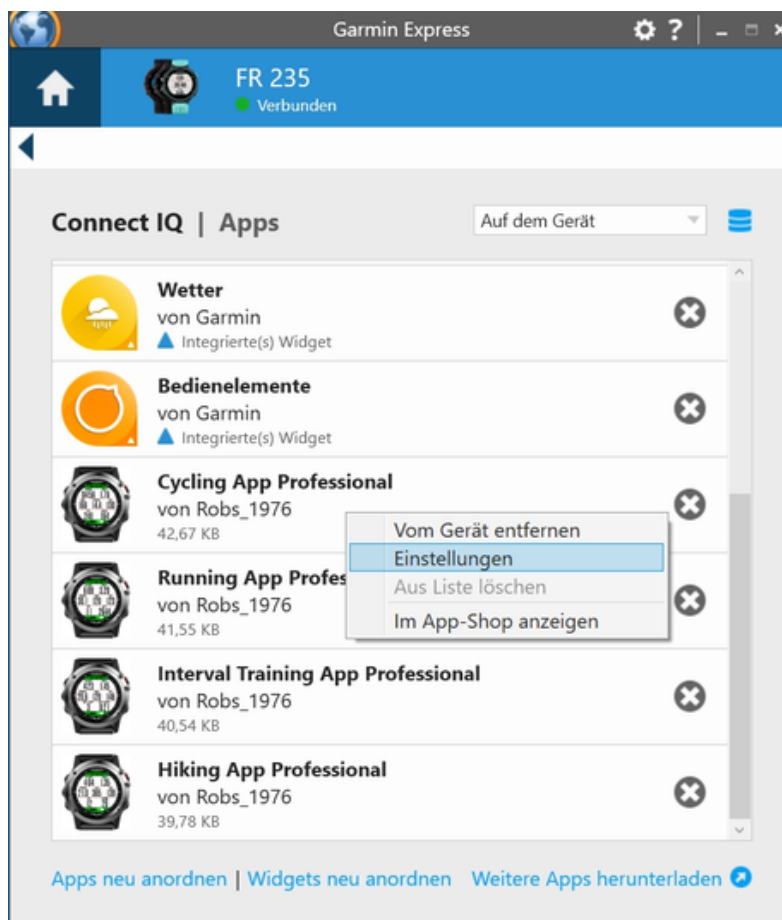 Garmin Express
FR 235
Verbunden
Connect IQ | Apps
Auf dem Gerät
Wetter
von Garmin
Integrierte(s) Widget
Bedienelemente
von Garmin
Integrierte(s) Widget
Cycling App Professional
von Robs_1976
42,67 KB
Vom Gerät entfernen
Einstellungen
Aus Liste löschen
Im App-Shop anzeigen
Running App Profes
von Robs_1976
41,55 KB
Interval Training App Professional
von Robs_1976
40,54 KB
Hiking App Professional
von Robs_1976
39,78 KB
Apps neu anordnen | Widgets neu anordnen Weitere Apps herunterladen